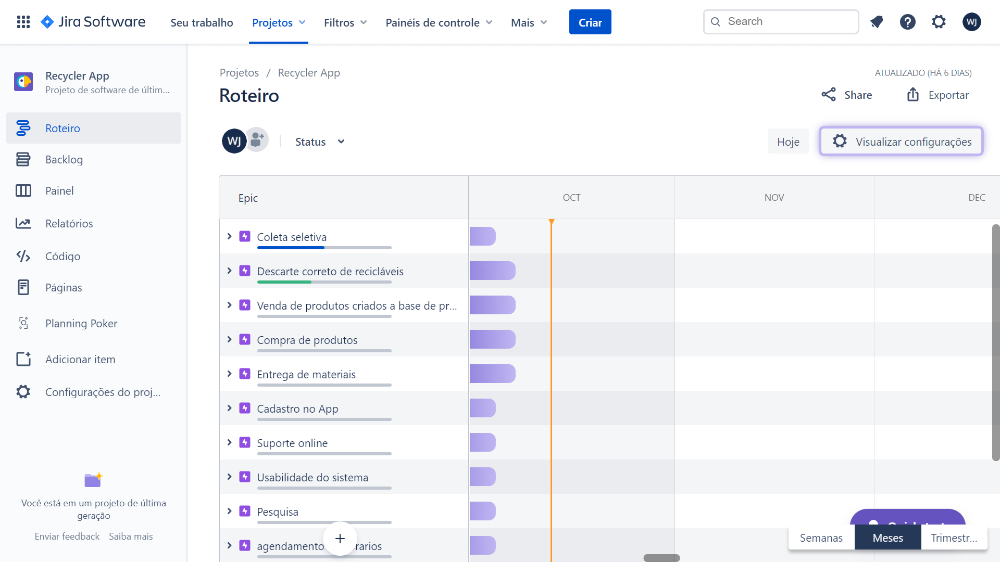 Jira Software
Seu trabalho
Projetos
Filtros
Painéis de controle
Mais
Criar
Search
WJ
Recycler App
Projeto de software de últim...
Roteiro
Backlog
Painel
Relatórios
Código
Páginas
Planning Poker
Adicionar item
Configurações do proj...
Você está em um projeto de última
geração
Enviar feedback Saiba mais
Projetos / Recycler App
ATUALIZADO (HÁ 6 DIAS)
Roteiro
Share
Exportar
WJ
Status
Hoje
Visualizar configurações
Epic
OCT
NOV
DEC
Coleta seletiva
Descarte correto de recicláveis
Venda de produtos criados a base de pr...
Compra de produtos
Entrega de materiais
Cadastro no App
Suporte online
Usabilidade do sistema
Pesquisa
agendamento
Semanas
Meses
Trimestr...